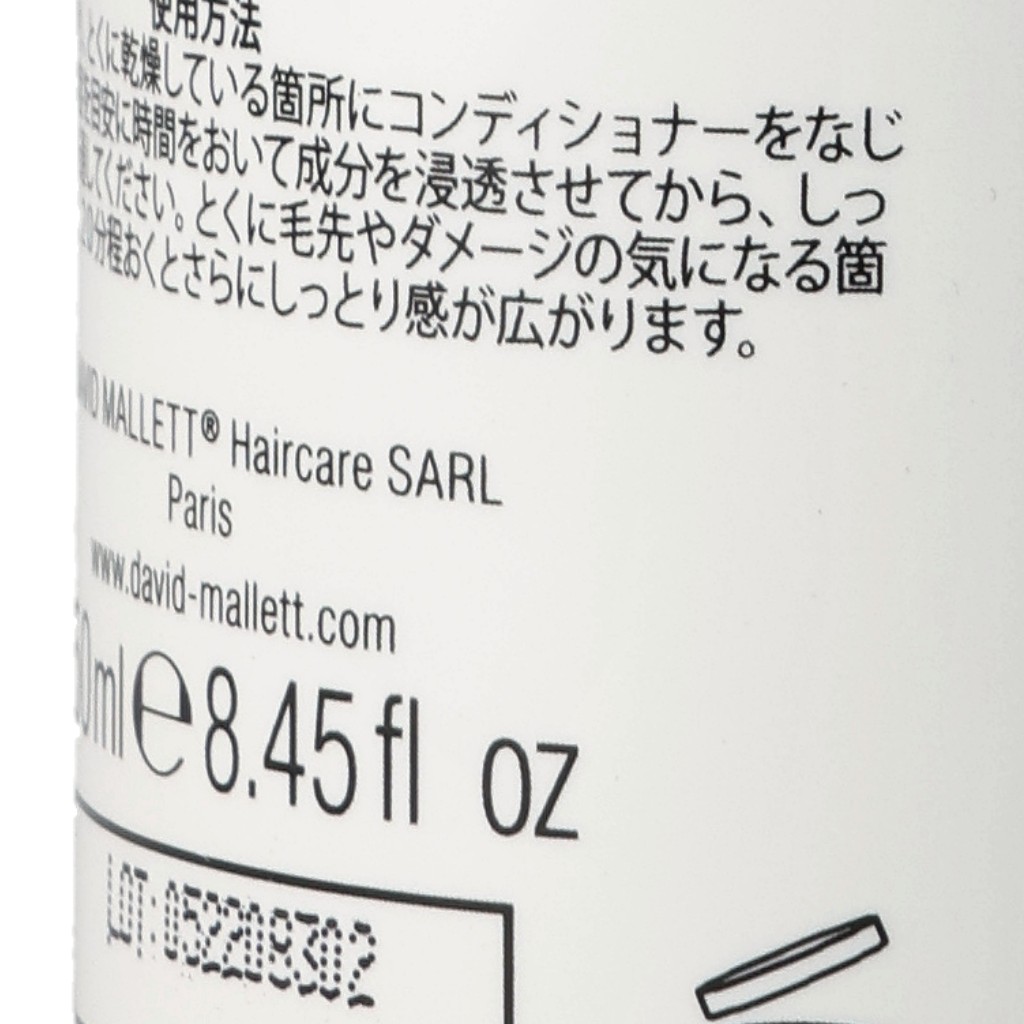 使用方法
とくに乾燥している箇所にコンディショナーをなじ
目安に時間をおいて成分を浸透させてから、しっ
してください。とくに毛先やダメージの気になる箇
分程おくとさらにしっとり感が広がります。
MALLETT® Haircare SARL
Paris
www.david-mallett.com
ml e 8.45 fl oz
LOT:052208302